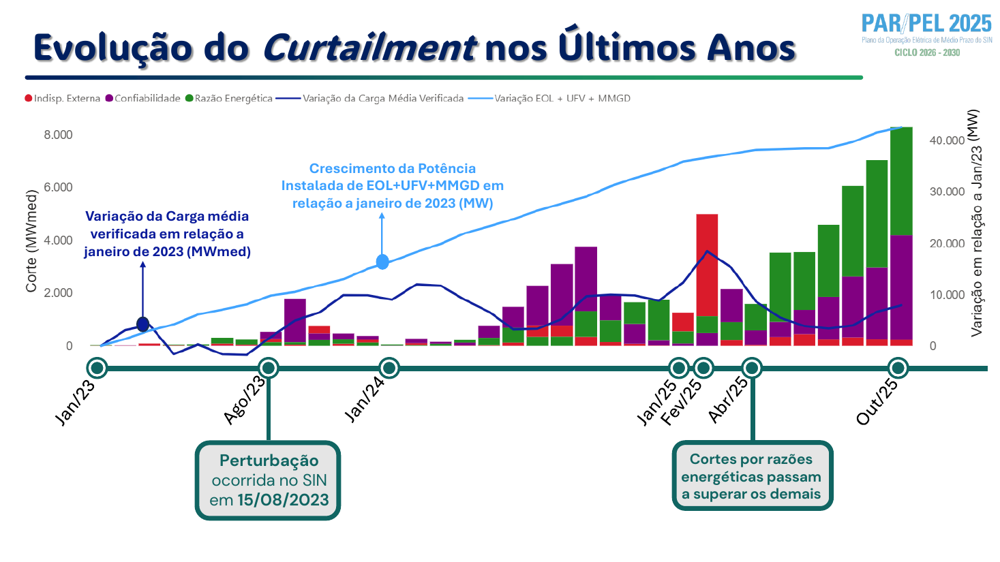 Evolução do Curtailment nos Últimos Anos
PAR/PEL 2025
Plano da Operação Elétrica de Médio Prazo do SIN
CICLO 2026 - 2030
Indisp. Externa Confiabilidade Razão Energética Variação da Carga Média Verificada Variação EOL + UFV + MMGD
Corte (MWmed)
8.000
6.000
4.000
2.000
0
Variação da Carga média
verificada em relação a
janeiro de 2023 (MWmed)
Crescimento da Potência
Instalada de EOL+UFV+MMGD em
relação a janeiro de 2023 (MW)
40.000
30.000
20.000
10.000
0
Variação em relação a Jan/23 (MW)
Jan/23
Ago/23
Jan/24
Jan/25
Fev/25
Abr/25
Out/25
Perturbação
ocorrida no SIN
em 15/08/2023
Cortes por razões
energéticas passam
a superar os demais